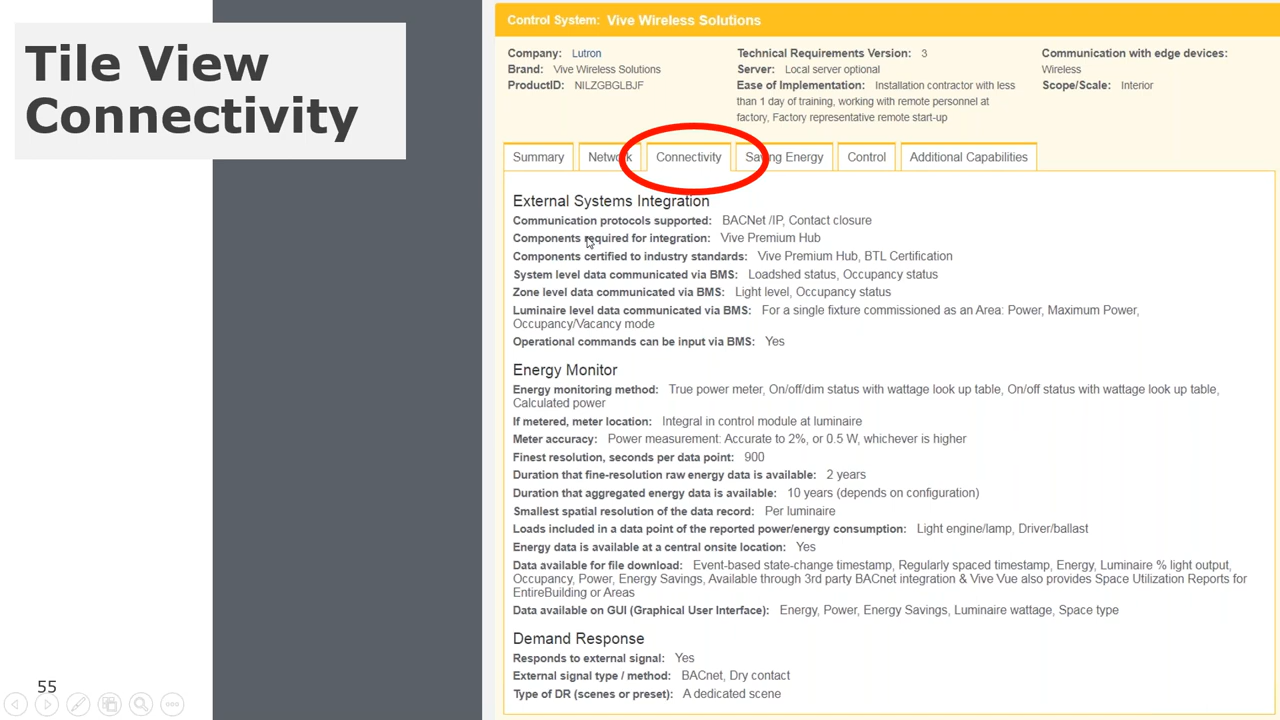 Tile View
Connectivity
Control System: Vive Wireless Solutions
Company: Lutron
Brand: Vive Wireless Solutions
ProductID: NILZGBGLBJF
Technical Requirements Version: 3
Server: Local server optional
Ease of Implementation: Installation contractor with less
than 1 day of training, working with remote personnel at
factory, Factory representative remote start-up
Communication with edge devices:
Wireless
Scope/Scale: Interior
Summary
Network
Connectivity
Saving Energy
Control
Additional Capabilities
External Systems Integration
Communication protocols supported: BACNet /IP, Contact closure
Components required for integration: Vive Premium Hub
Components certified to industry standards: Vive Premium Hub, BTL Certification
System level data communicated via BMS: Loadshed status, Occupancy status
Zone level data communicated via BMS: Light level, Occupancy status
Luminaire level data communicated via BMS: For a single fixture commissioned as an Area: Power, Maximum Power,
Occupancy/Vacancy mode
Operational commands can be input via BMS: Yes
Energy Monitor
Energy monitoring method: True power meter, On/off/dim status with wattage look up table, On/off status with wattage look up table,
Calculated power
If metered, meter location: Integral in control module at luminaire
Meter accuracy: Power measurement: Accurate to 2%, or 0.5 W, whichever is higher
Finest resolution, seconds per data point: 900
Duration that fine-resolution raw energy data is available: 2 years
Duration that aggregated energy data is available: 10 years (depends on configuration)
Smallest spatial resolution of the data record: Per luminaire
Loads included in a data point of the reported power/energy consumption: Light engine/lamp, Driver/ballast
Energy data is available at a central onsite location: Yes
Data available for file download: Event-based state-change timestamp, Regularly spaced timestamp, Energy, Luminaire % light output,
Occupancy, Power, Energy Savings, Available through 3rd party BACnet integration & Vive Vue also provides Space Utilization Reports for
EntireBuilding or Areas
Data available on GUI (Graphical User Interface): Energy, Power, Energy Savings, Luminaire wattage, Space type
Demand Response
Responds to external signal: Yes
External signal type / method: BACnet, Dry contact
Type of DR (scenes or preset): A dedicated scene
55